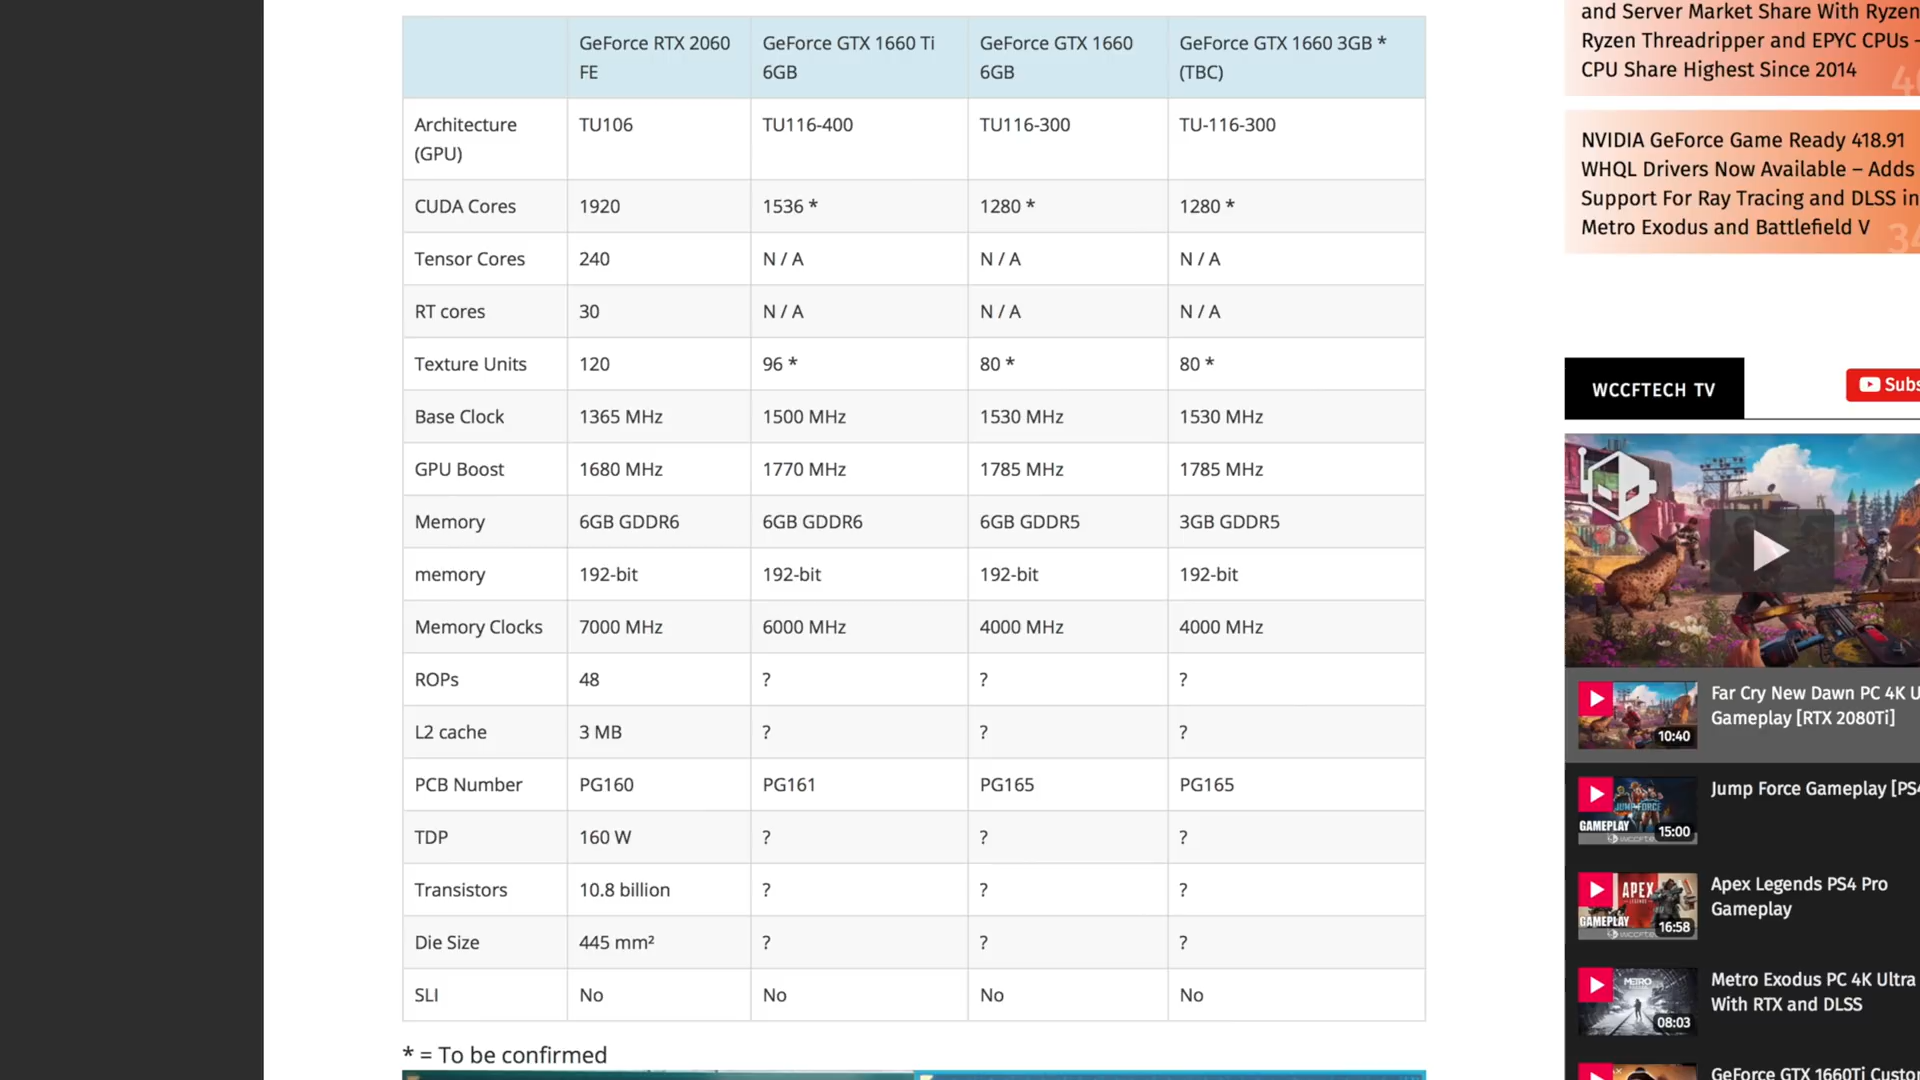 GeForce RTX 2060 FE
GeForce GTX 1660 Ti 6GB
GeForce GTX 1660 6GB
GeForce GTX 1660 3GB * (TBC)
Architecture (GPU) TU106 TU116-400 TU116-300 TU-116-300
CUDA Cores 1920 1536 * 1280 * 1280 *
Tensor Cores 240 N / A N / A N / A
RT cores 30 N / A N / A N / A
Texture Units 120 96 * 80 * 80 *
Base Clock 1365 MHz 1500 MHz 1530 MHz 1530 MHz
GPU Boost 1680 MHz 1770 MHz 1785 MHz 1785 MHz
Memory 6GB GDDR6 6GB GDDR6 6GB GDDR5 3GB GDDR5
memory 192-bit 192-bit 192-bit 192-bit
Memory Clocks 7000 MHz 6000 MHz 4000 MHz 4000 MHz
ROPs 48 ? ? ?
L2 cache 3 MB ? ? ?
PCB Number PG160 PG161 PG165 PG165
TDP 160 W ? ? ?
Transistors 10.8 billion ? ? ?
Die Size 445 mm² ? ? ?
SLI No No No No
* = To be confirmed
and Server Market Share With Ryzen
Ryzen Threadripper and EPYC CPUs -
CPU Share Highest Since 2014
NVIDIA GeForce Game Ready 418.91
WHQL Drivers Now Available – Adds
Support For Ray Tracing and DLSS in
Metro Exodus and Battlefield V
34
WCCFTECH TV
Subs
Far Cry New Dawn PC 4K U
Gameplay [RTX 2080Ti]
10:40
Jump Force Gameplay [PS4
JUMP FORCE
GAMEPLAY
15:00
Apex Legends PS4 Pro
Gameplay
APEX
GAMEPLAY
16:58
Metro Exodus PC 4K Ultra
With RTX and DLSS
METRO
08:03
GeForce GTX 1660Ti Custo